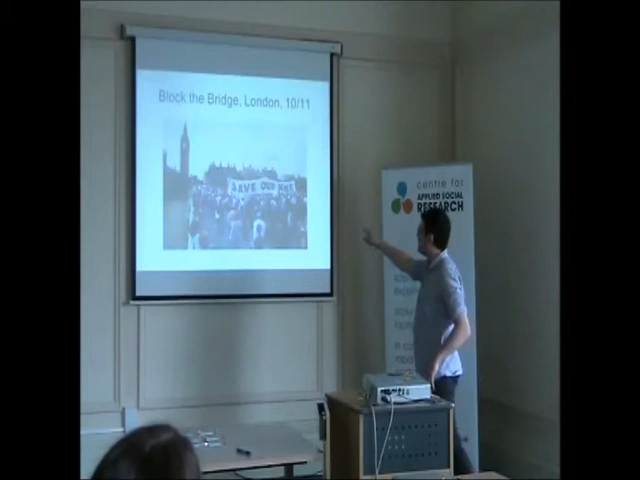 Block the Bridge, London, 10/11
SAVE OUR NHS
centre for
APPLIED SOCIAL
RESEARCH